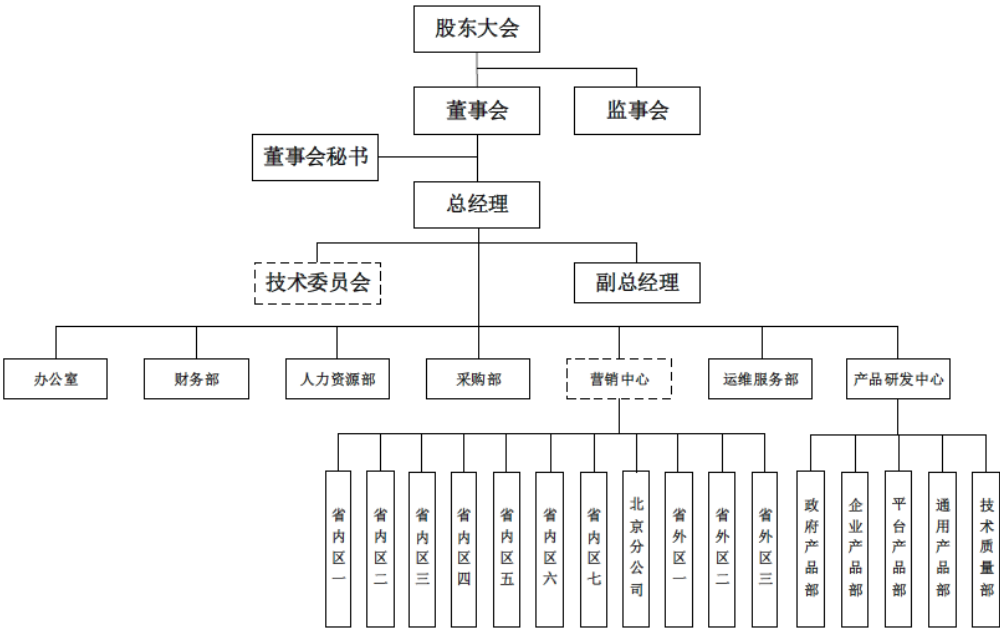 股东大会
董事会
监事会
董事会秘书
总经理
技术委员会
副总经理
办公室
财务部
人力资源部
采购部
营销中心
运维服务部
产品研发中心
省内区一
省内区二
省内区三
省内区四
省内区五
省内区六
省内区七
北京分公司
省外区一
省外区二
省外区三
政府产品部
企业产品部
平台产品部
通用产品部
技术质量部